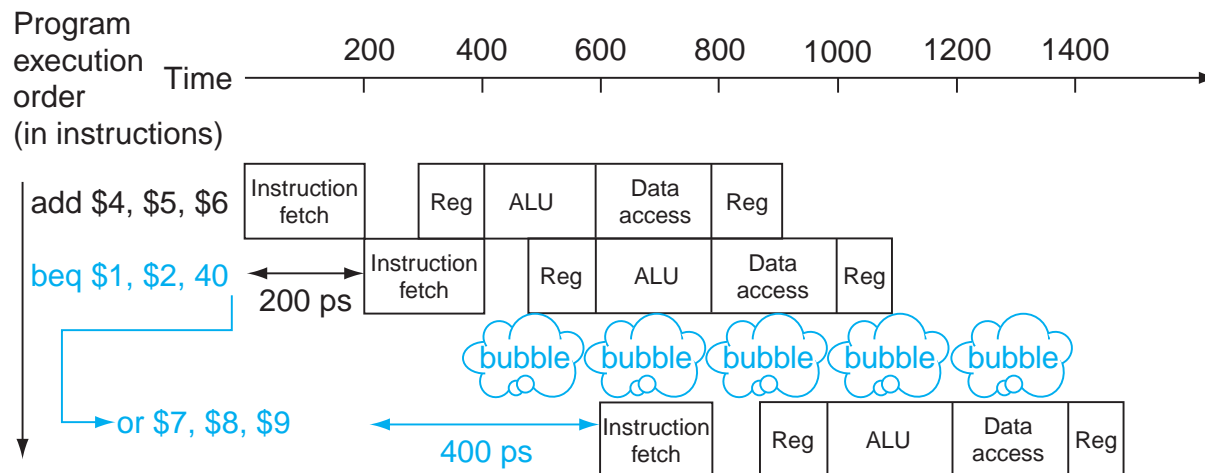 Program
execution
order
(in instructions)
Time
200 400 600 800 1000 1200 1400
add $4, $5, $6
Instruction
fetch
Reg
ALU
Data
access
Reg
beq $1, $2, 40
200 ps
Instruction
fetch
Reg
ALU
Data
access
Reg
bubble bubble bubble bubble bubble
or $7, $8, $9
400 ps
Instruction
fetch
Reg
ALU
Data
access
Reg